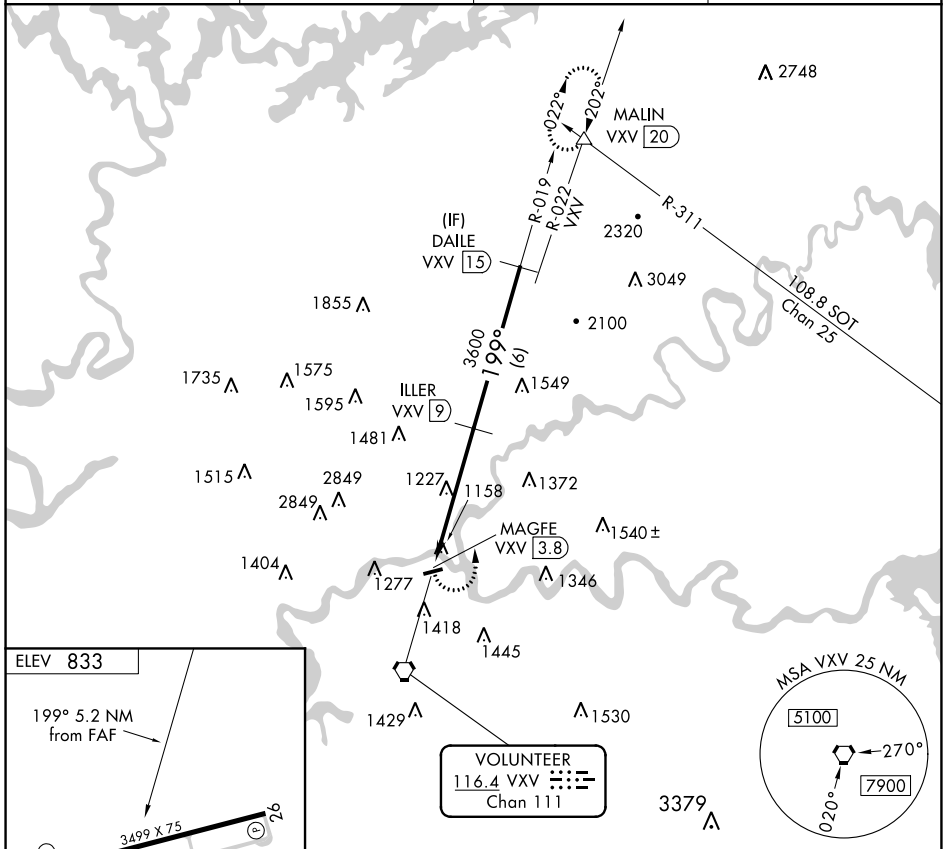 2748
022°
202°
MALIN
VXV 20
R-019
R-022
VXV
R-311
2320
(IF)
DAILE
VXV 15
3049
108.8 SOT
Chan 25
1855
2100
3600
199°
(6)
1735
1575
1595
1549
ILLER
VXV 9
1481
1515
2849
2849
1227
1158
1372
MAGFE
VXV 3.8
1540 ±
1404
1277
1346
1418
1445
ELEV 833
199° 5.2 NM
from FAF
1429
1530
MSA VXV 25 NM
5100
270°
7900
020°
VOLUNTEER
116.4 VXV
Chan 111
3379
3499 X 75
P
26